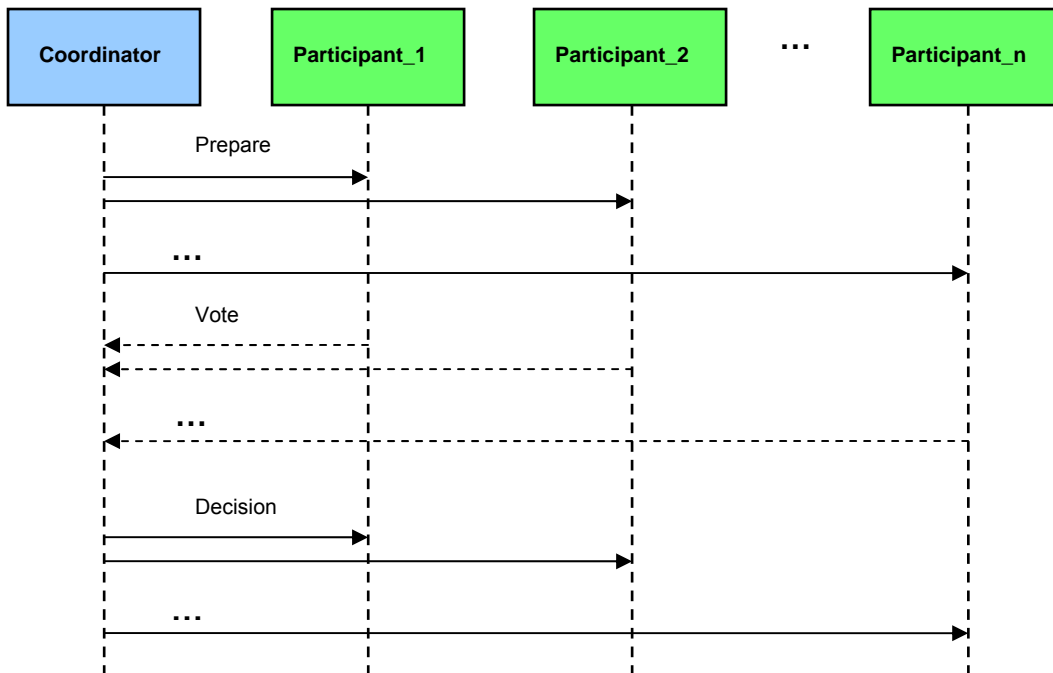 Coordinator
Participant_1
Participant_2
...
Participant_n
Prepare
...
Vote
...
Decision
...